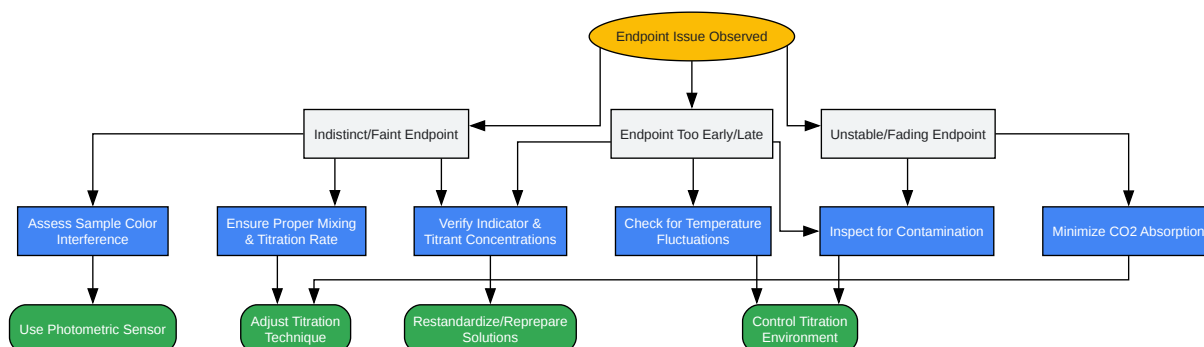 Endpoint Issue Observed
Indistinct/Faint Endpoint
Endpoint Too Early/Late
Unstable/Fading Endpoint
Assess Sample Color
Interference
Ensure Proper Mixing
& Titration Rate
Verify Indicator &
Titrant Concentrations
Check for Temperature
Fluctuations
Inspect for Contamination
Minimize CO2 Absorption
Use Photometric Sensor
Adjust Titration
Technique
Restandardize/Reprepare
Solutions
Control Titration
Environment